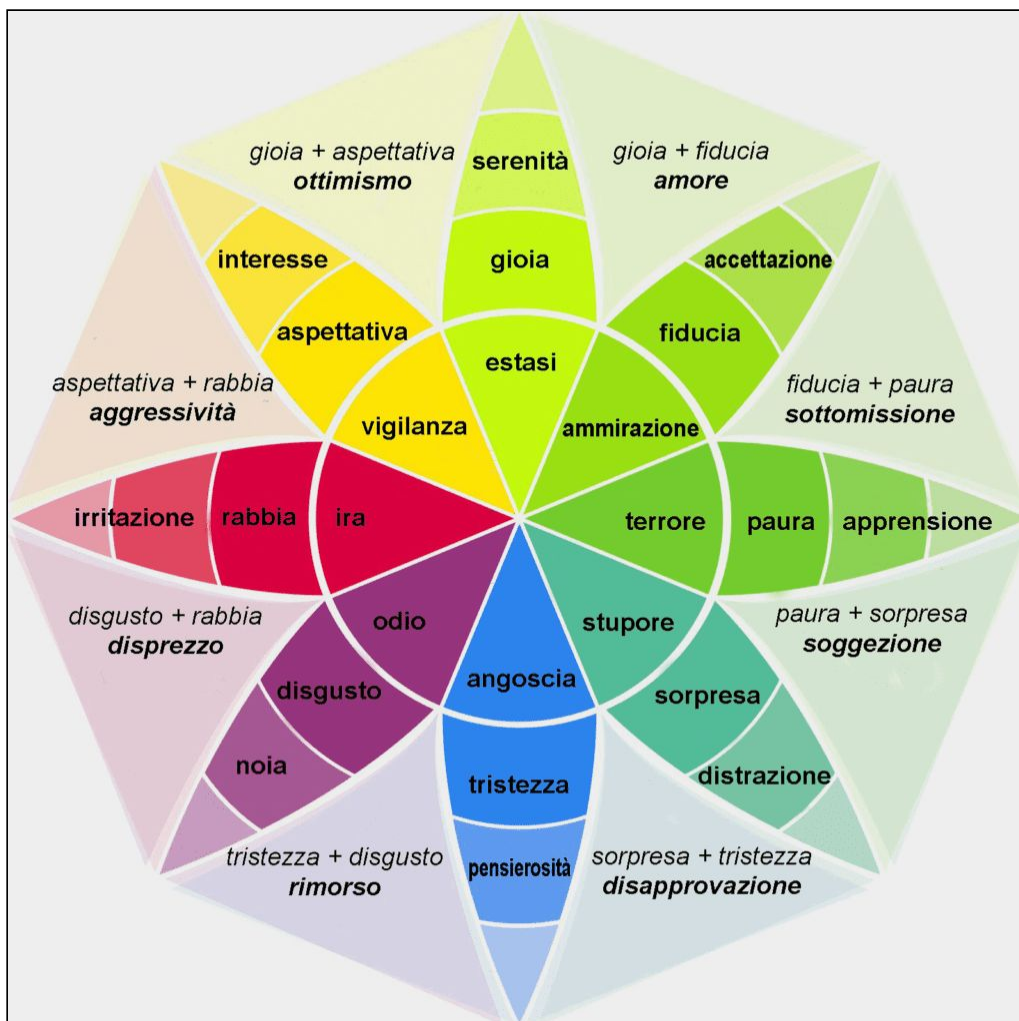 serenità
gioia + aspettativa
ottimismo
gioia + fiducia
amore
interesse
gioia
accettazione
aspettativa
fiducia
estasi
aspettativa + rabbia
aggressività
fiducia + paura
sottomissione
vigilanza
ammirazione
irritazione
rabbia
ira
terrore
paura
apprensione
disgusto + rabbia
disprezzo
odio
stupore
paura + sorpresa
soggezione
disgusto
angoscia
sorpresa
noia
tristezza
distrazione
tristezza + disgusto
rimorso
pensierosità
sorpresa + tristezza
disapprovazione